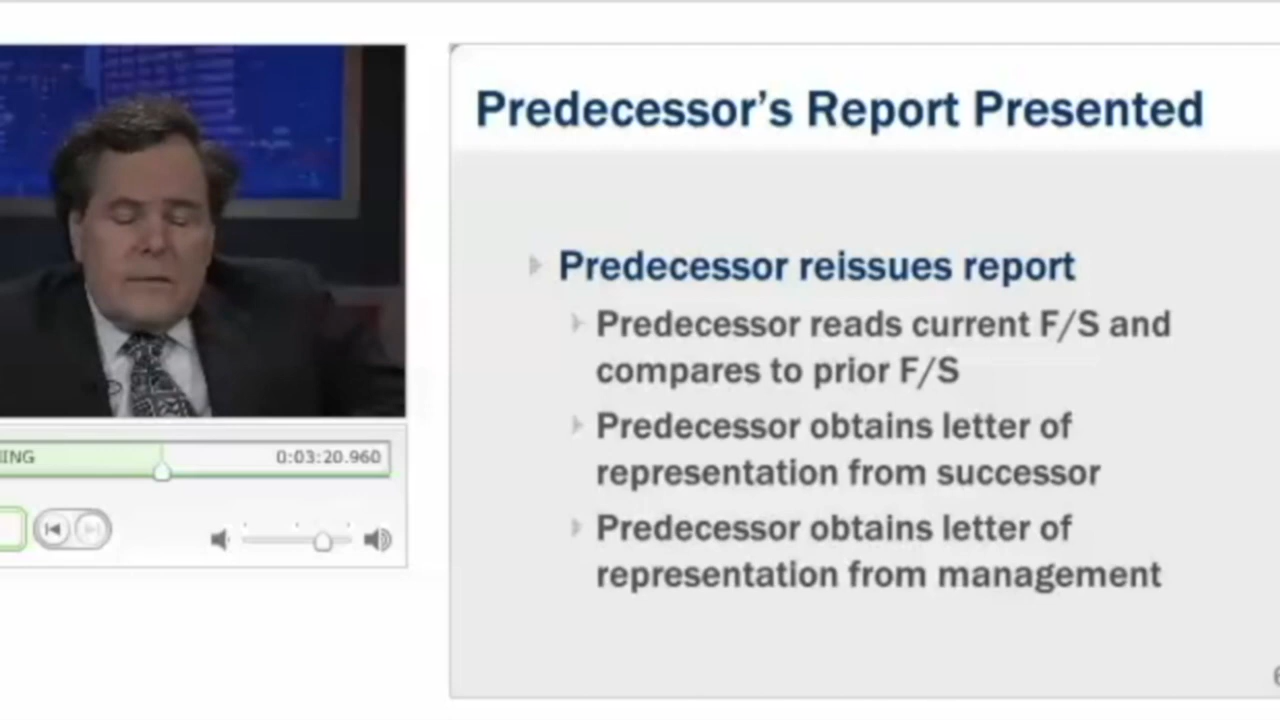 Predecessor's Report Presented
Predecessor reissues report
Predecessor reads current F/S and
compares to prior F/S
Predecessor obtains letter of
representation from successor
Predecessor obtains letter of
representation from management
ING
0:03:20.960